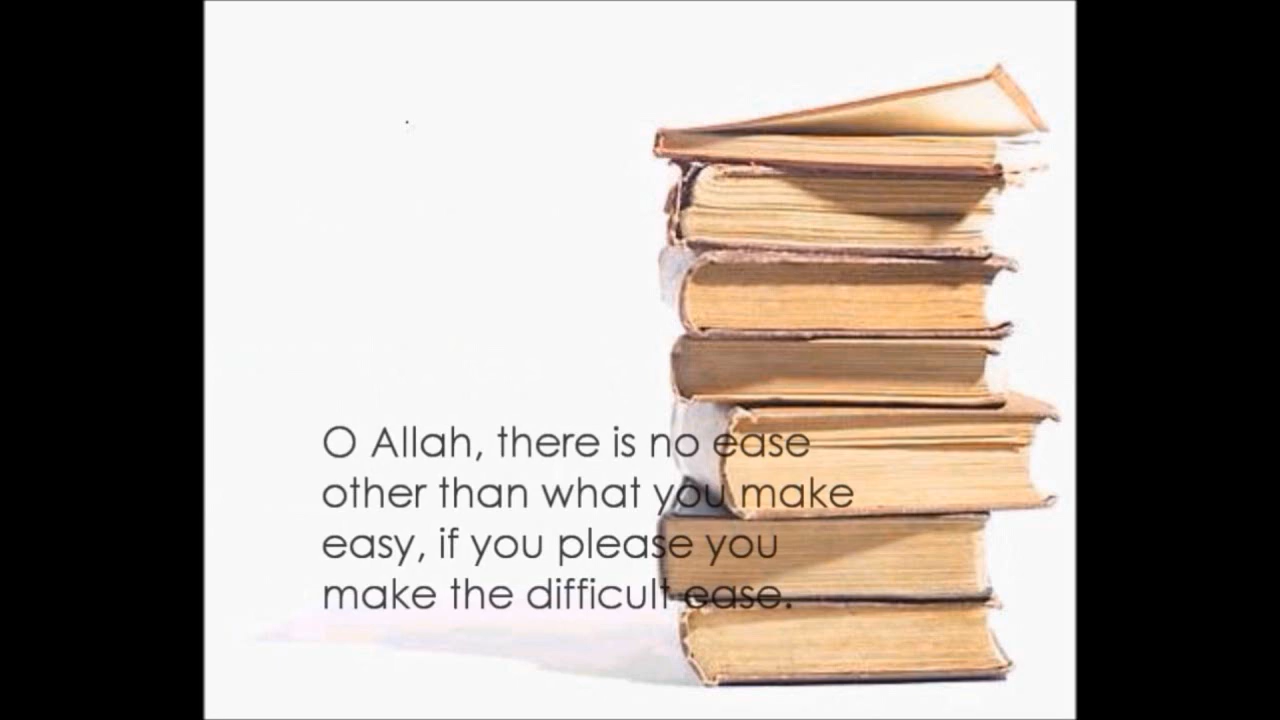 O Allah, there is no ease
other than what you make
easy, if you please you
make the difficult ease.